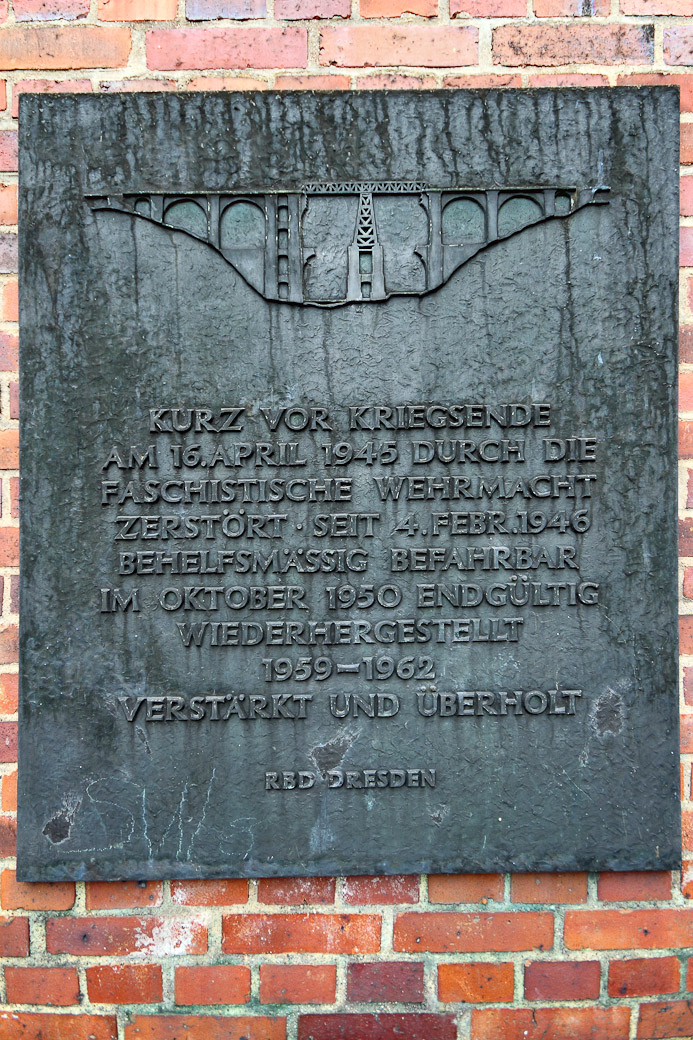 KURZ VOR KRIEGSENDE
AM 16.APRIL 1945 DURCH DIE
FASCHISTISCHE WEHRMACHT
ZERSTÖRT · SEIT 4.FEBR.1946
BEHELFSMÄSSIG BEFAHRBAR
IM OKTOBER 1950 ENDGÜLTIG
WIEDERHERGESTELLT
1959–1962
VERSTÄRKT UND ÜBERHOLT
RBD DRESDEN